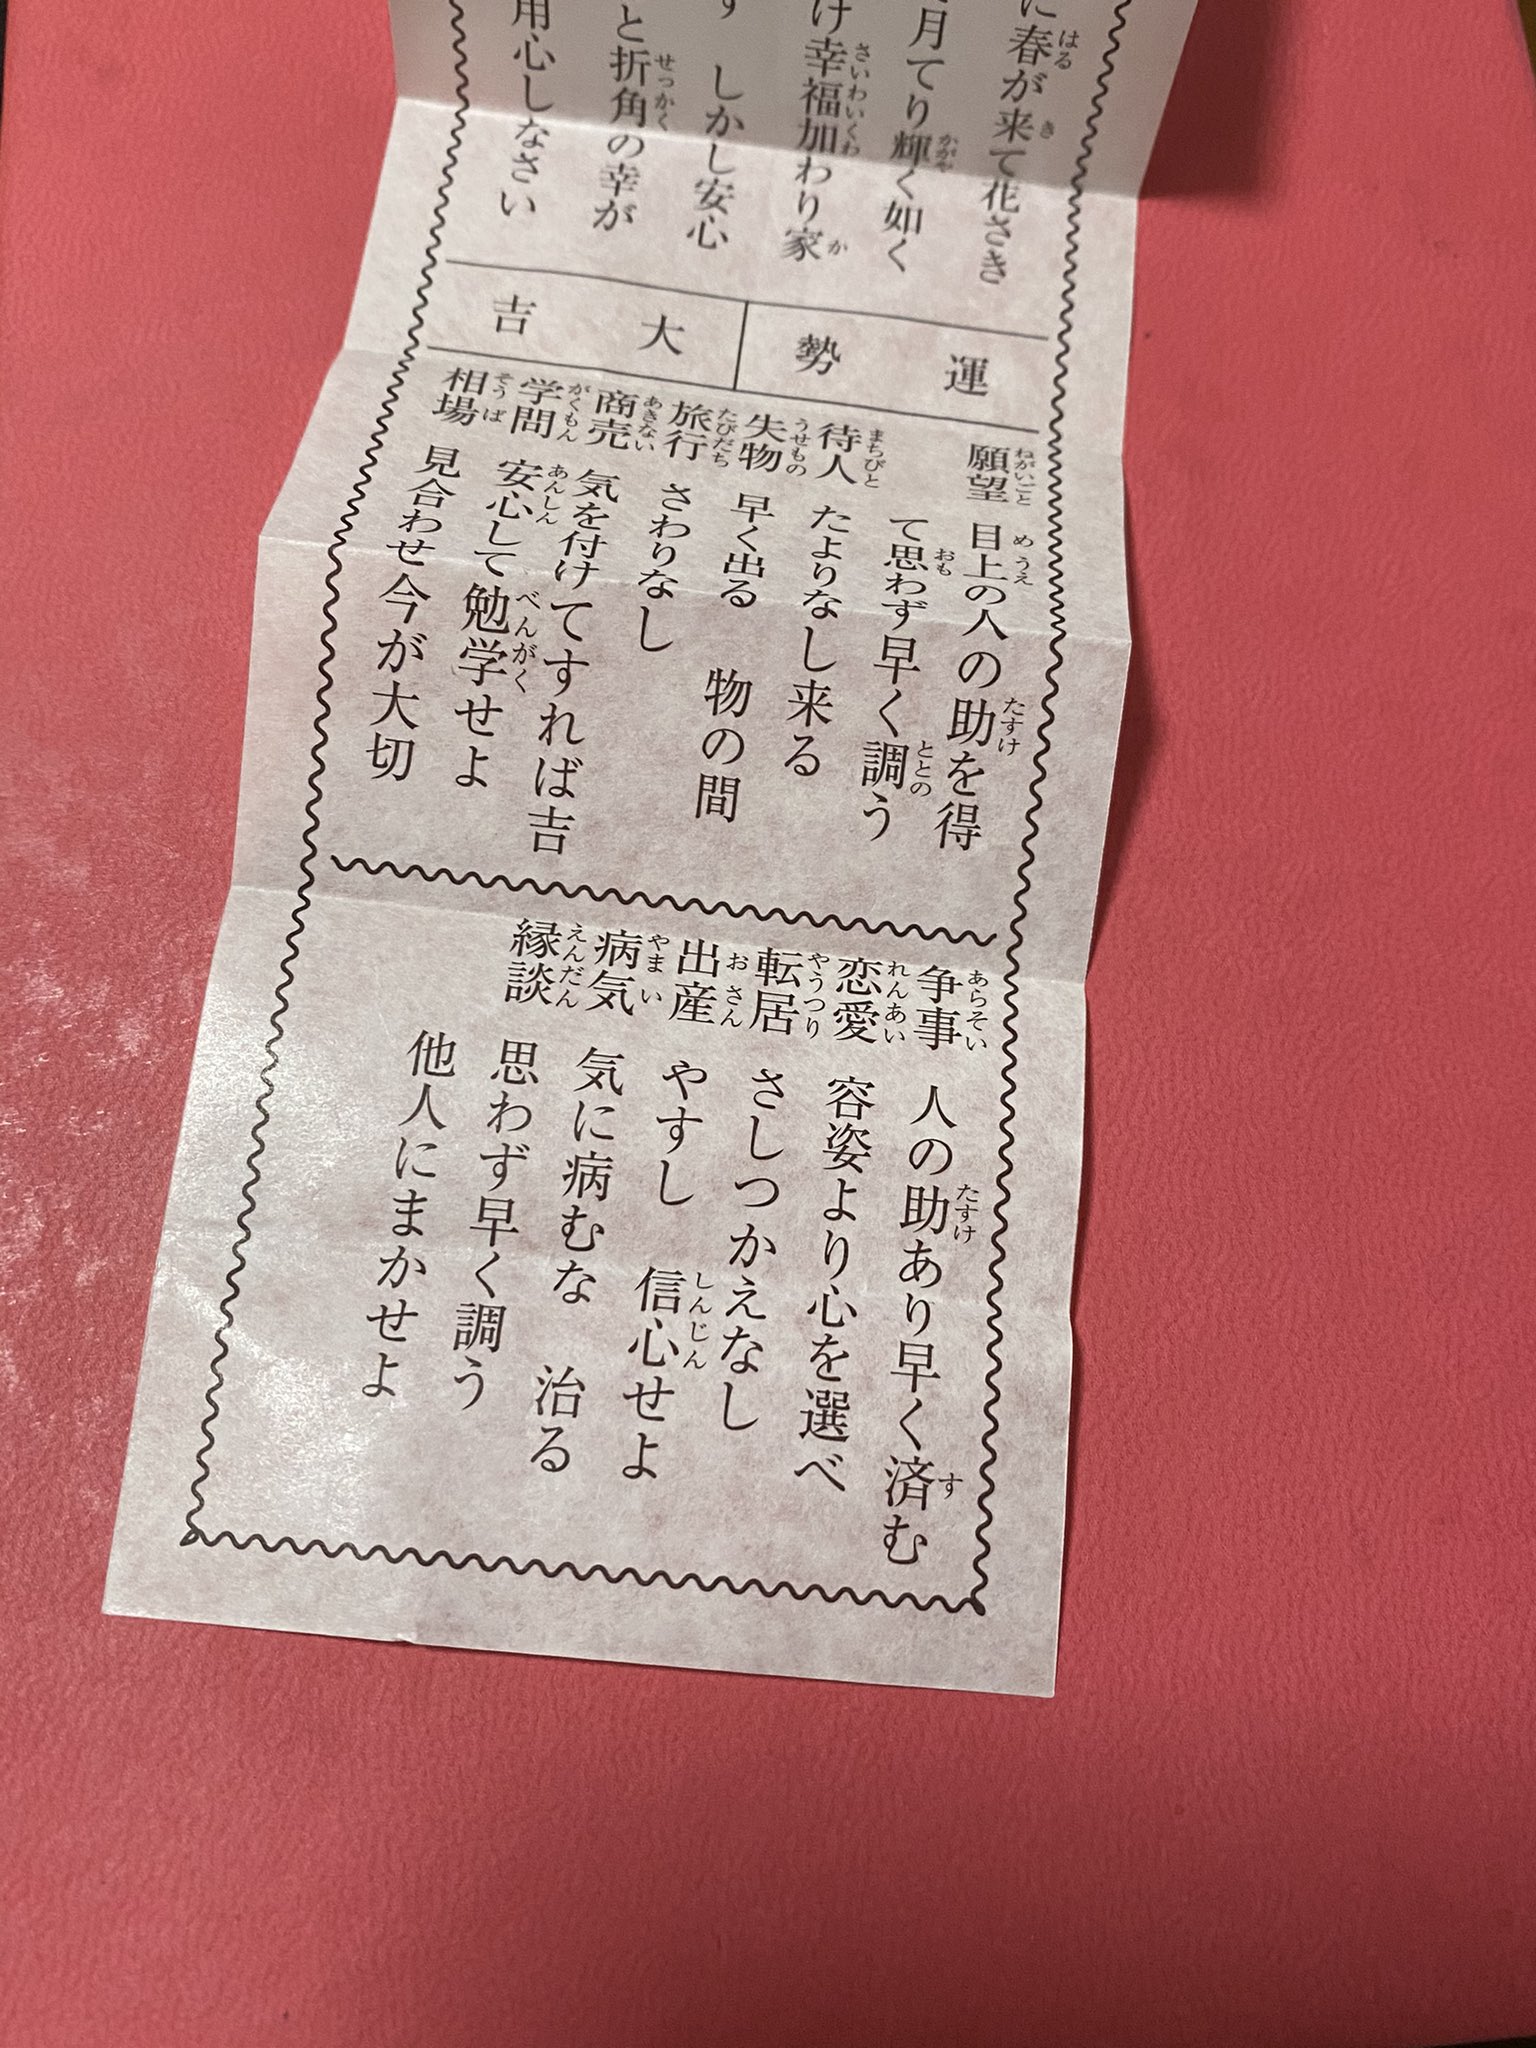 に春が来て花さき
月てり輝く如く
け幸福加わり家
す しかし安心
と折角の幸が
用心しなさい
運勢 大吉
願望 目上の人の助を得
て思わず早く調う
待人 たよりなし来る
失物 早く出る 物の間
旅行 さわりなし
商売 気を付けてすれば吉
学問 安心して勉学せよ
相場 見合わせ今が大切
争事 人の助あり早く済む
恋愛 容姿より心を選べ
転居 さしつかえなし
出産 やすし 信心せよ
病気 気に病むな 治る
縁談 思わず早く調う
他人にまかせよ